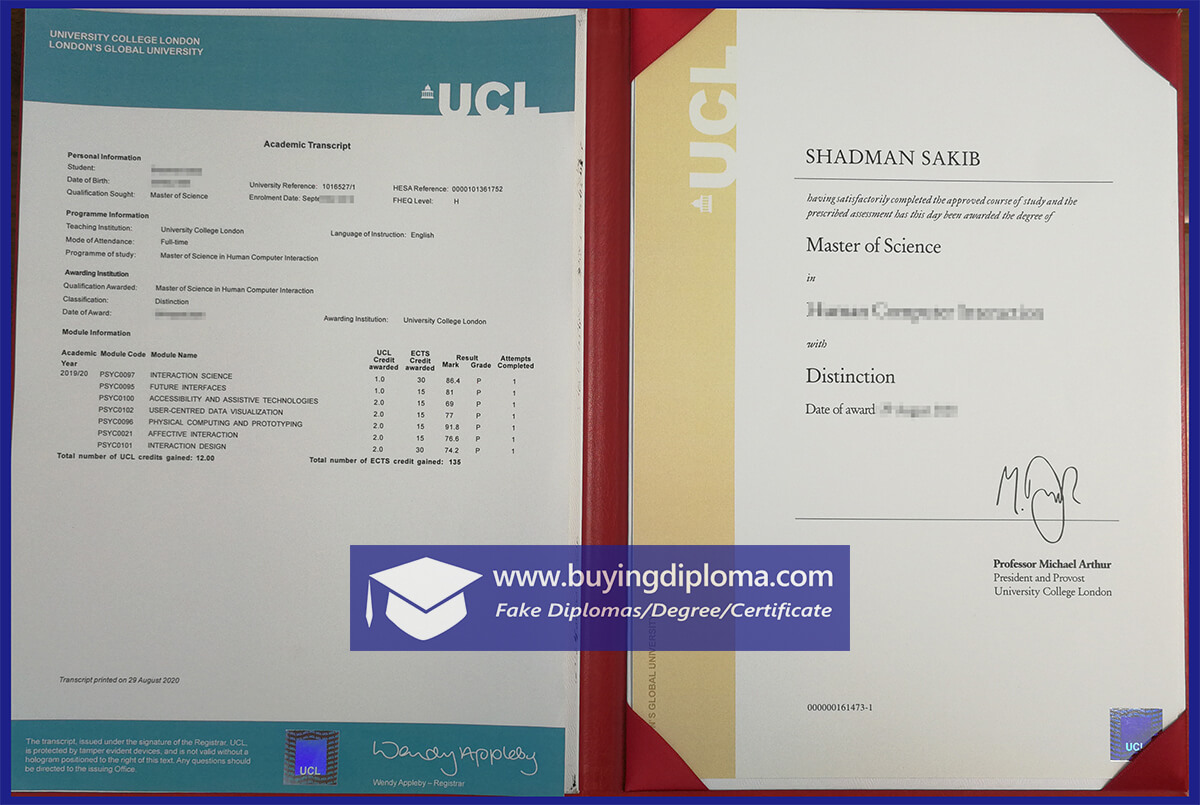 UNIVERSITY COLLEGE LONDON
LONDON'S GLOBAL UNIVERSITY
UCL
Academic Transcript
Personal Information
Student:
Date of Birth:
Qualification Sought: Master of Science
University Reference: 1016527/1
Enrolment Date: Septe
HESA Reference: 0000101361752
FHEQ Level: H
Programme Information
Teaching Institution: University College London
Mode of Attendance: Full-time
Programme of study: Master of Science in Human Computer Interaction
Language of Instruction: English
Awarding Institution
Qualification Awarded: Master of Science in Human Computer Interaction
Classification: Distinction
Date of Award:
Awarding Institution: University College London
Module Information
Academic Year Module Code Module Name UCL Credit awarded ECTS Credit awarded Result Mark Grade Attempts Completed
2019/20 PSYC0097 INTERACTION SCIENCE 1.0 30 86.4 P 1
PSYC0095 FUTURE INTERFACES 1.0 15 81 P 1
PSYC0100 ACCESSIBILITY AND ASSISTIVE TECHNOLOGIES 2.0 15 69 P 1
PSYC0102 USER-CENTRED DATA VISUALIZATION 2.0 15 77 P 1
PSYC0096 PHYSICAL COMPUTING AND PROTOTYPING 2.0 15 91.8 P 1
PSYC0021 AFFECTIVE INTERACTION 2.0 15 76.6 P 1
PSYC0101 INTERACTION DESIGN 2.0 30 74.2 P 1
Total number of UCL credits gained: 12.00
Total number of ECTS credit gained: 135
Transcript printed on 29 August 2020
The transcript, issued under the signature of the Registrar, UCL,
is protected by tamper evident devices, and is not valid without a
hologram positioned to the right of this text. Any questions should
be directed to the issuing Office.
UCL
Wendy Appleby
Wendy Appleby – Registrar
UCL
SHADMAN SAKIB
having satisfactorily completed the approved course of study and the
prescribed assessment has this day been awarded the degree of
Master of Science
in
Human Computer Interaction
with
Distinction
Date of award
Professor Michael Arthur
President and Provost
University College London
000000161473-1
UCL
N'S GLOBAL UNIVERSIT
www.buyingdiploma.com
Fake Diplomas/Degree/Certificate